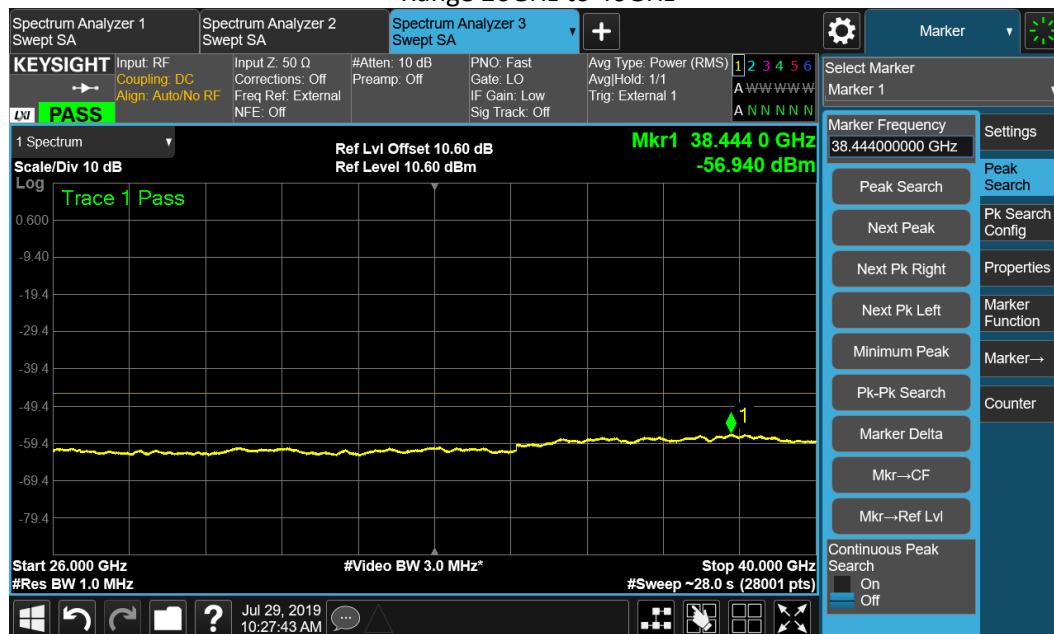 Range 26GHz to 40GHz
Spectrum Analyzer 1
Swept SA
Spectrum Analyzer 2
Swept SA
Spectrum Analyzer 3
Swept SA
Marker
KEYSIGHT
LXI
PASS
Input: RF
Coupling: DC
Align: Auto/No RF
Input Z: 50 Ω
Corrections: Off
Freq Ref: External
NFE: Off
#Atten: 10 dB
Preamp: Off
PNO: Fast
Gate: LO
IF Gain: Low
Sig Track: Off
Avg Type: Power (RMS)
Avg|Hold: 1/1
Trig: External 1
1 2 3 4 5 6
A W W W W W
A N N N N N
Select Marker
Marker 1
1 Spectrum
Scale/Div 10 dB
Ref Lvl Offset 10.60 dB
Ref Level 10.60 dBm
Mkr1 38.444 0 GHz
-56.940 dBm
Log
Trace 1 Pass
0.600
-9.40
-19.4
-29.4
-39.4
-49.4
-59.4
-69.4
-79.4
1
Start 26.000 GHz
#Res BW 1.0 MHz
#Video BW 3.0 MHz*
Stop 40.000 GHz
#Sweep ~28.0 s (28001 pts)
Marker Frequency
38.444000000 GHz
Peak Search
Next Peak
Next Pk Right
Next Pk Left
Minimum Peak
Pk-Pk Search
Marker Delta
Mkr→CF
Mkr→Ref Lvl
Continuous Peak
Search
On
Off
Settings
Peak
Search
Pk Search
Config
Properties
Marker
Function
Marker→
Counter
?
Jul 29, 2019
10:27:43 AM